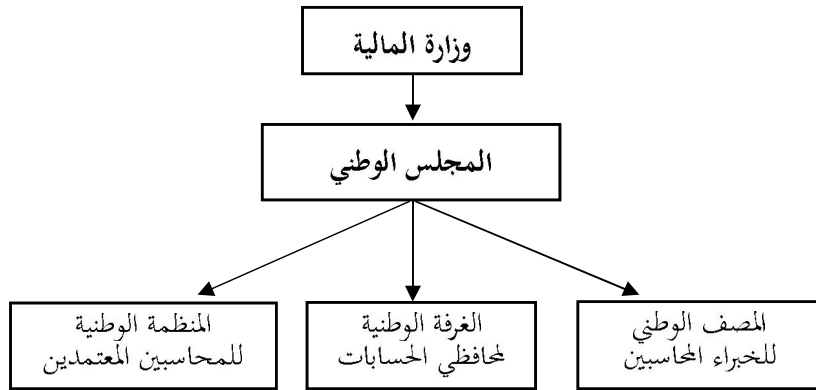 وزارة المالية
المجلس الوطني
المصف الوطني
للخبراء المحاسبين
الغرفة الوطنية
لمحافظي الحسابات
المنظمة الوطنية
للمحاسبين المعتمدين